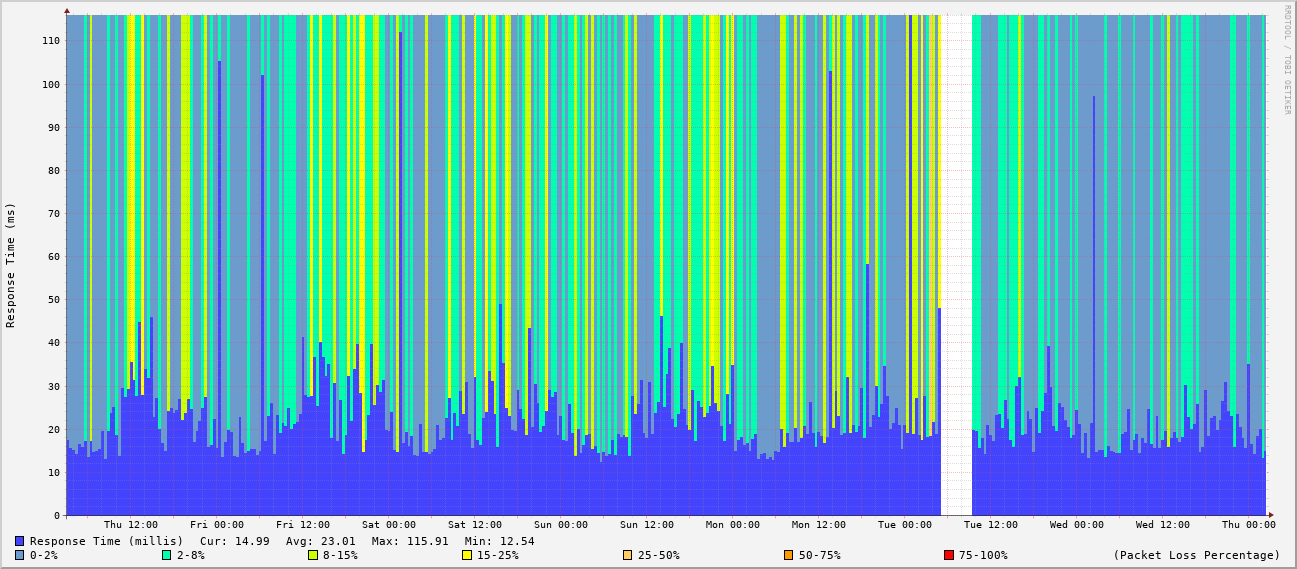 RRDTOOL / TOBI OETIKER
Response Time (ms)
110
100
90
80
70
60
50
40
30
20
10
0
Thu 12:00 Fri 00:00 Fri 12:00 Sat 00:00 Sat 12:00 Sun 00:00 Sun 12:00 Mon 00:00 Mon 12:00 Tue 00:00 Tue 12:00 Wed 00:00 Wed 12:00 Thu 00:00
Response Time (millis) Cur: 14.99 Avg: 23.01 Max: 115.91 Min: 12.54
0-2% 2-8% 8-15% 15-25% 25-50% 50-75% 75-100% (Packet Loss Percentage)